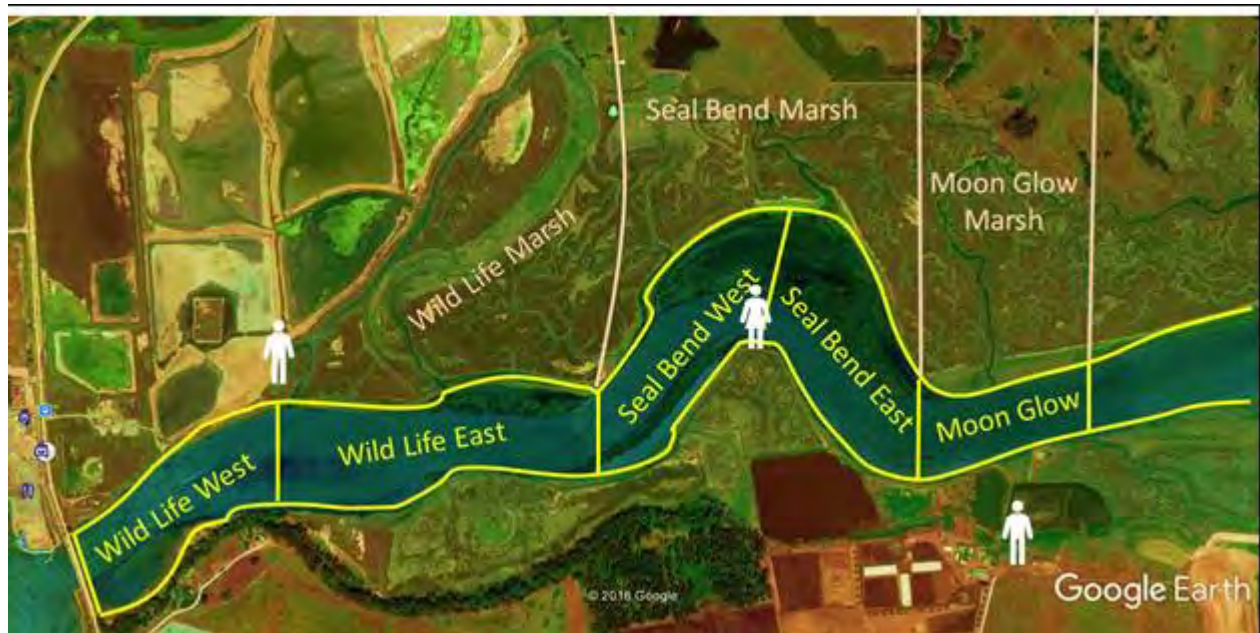 Seal Bend Marsh
Moon Glow
Marsh
Wild Life Marsh
Seal Bend West
Seal Bend East
Moon Glow
Wild Life East
Wild Life West
© 2016 Google
Google Earth